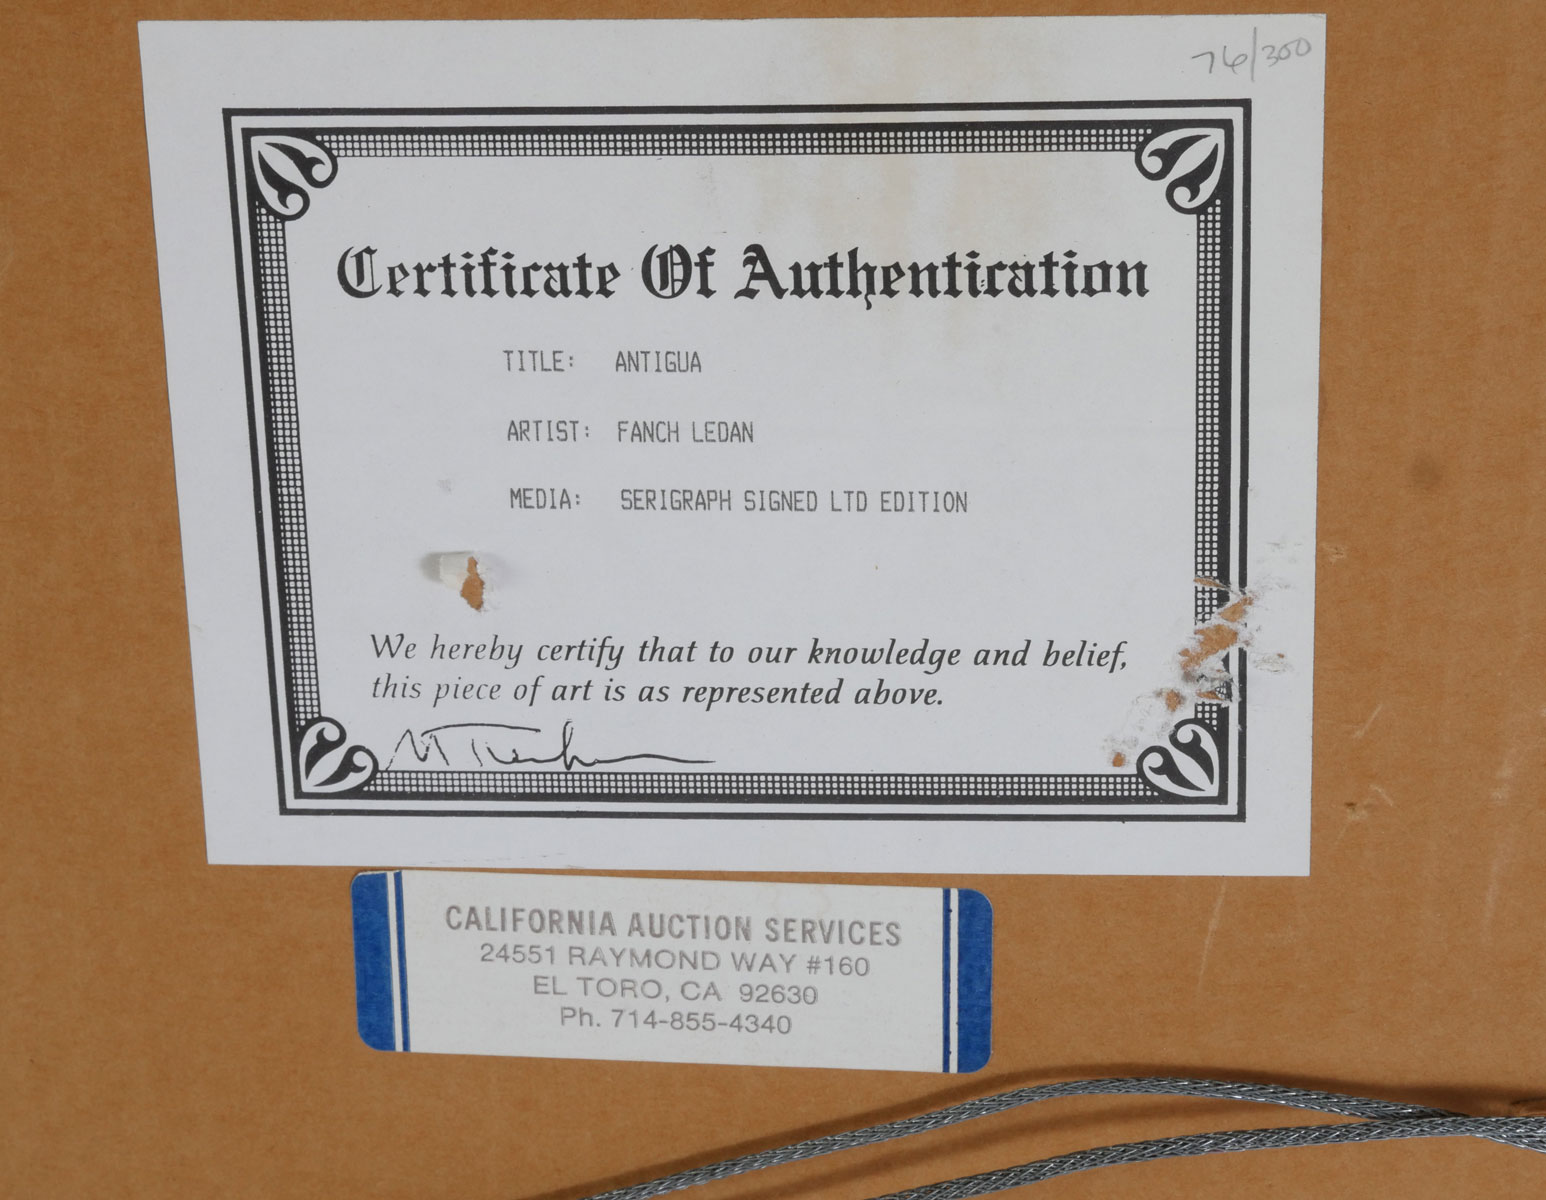 76/300
Certificate Of Authentication
TITLE: ANTIGUA
ARTIST: FANCH LEDAN
MEDIA: SERIGRAPH SIGNED LTD EDITION
We hereby certify that to our knowledge and belief,
this piece of art is as represented above.
CALIFORNIA AUCTION SERVICES
24551 RAYMOND WAY #160
EL TORO, CA 92630
Ph. 714-855-4340